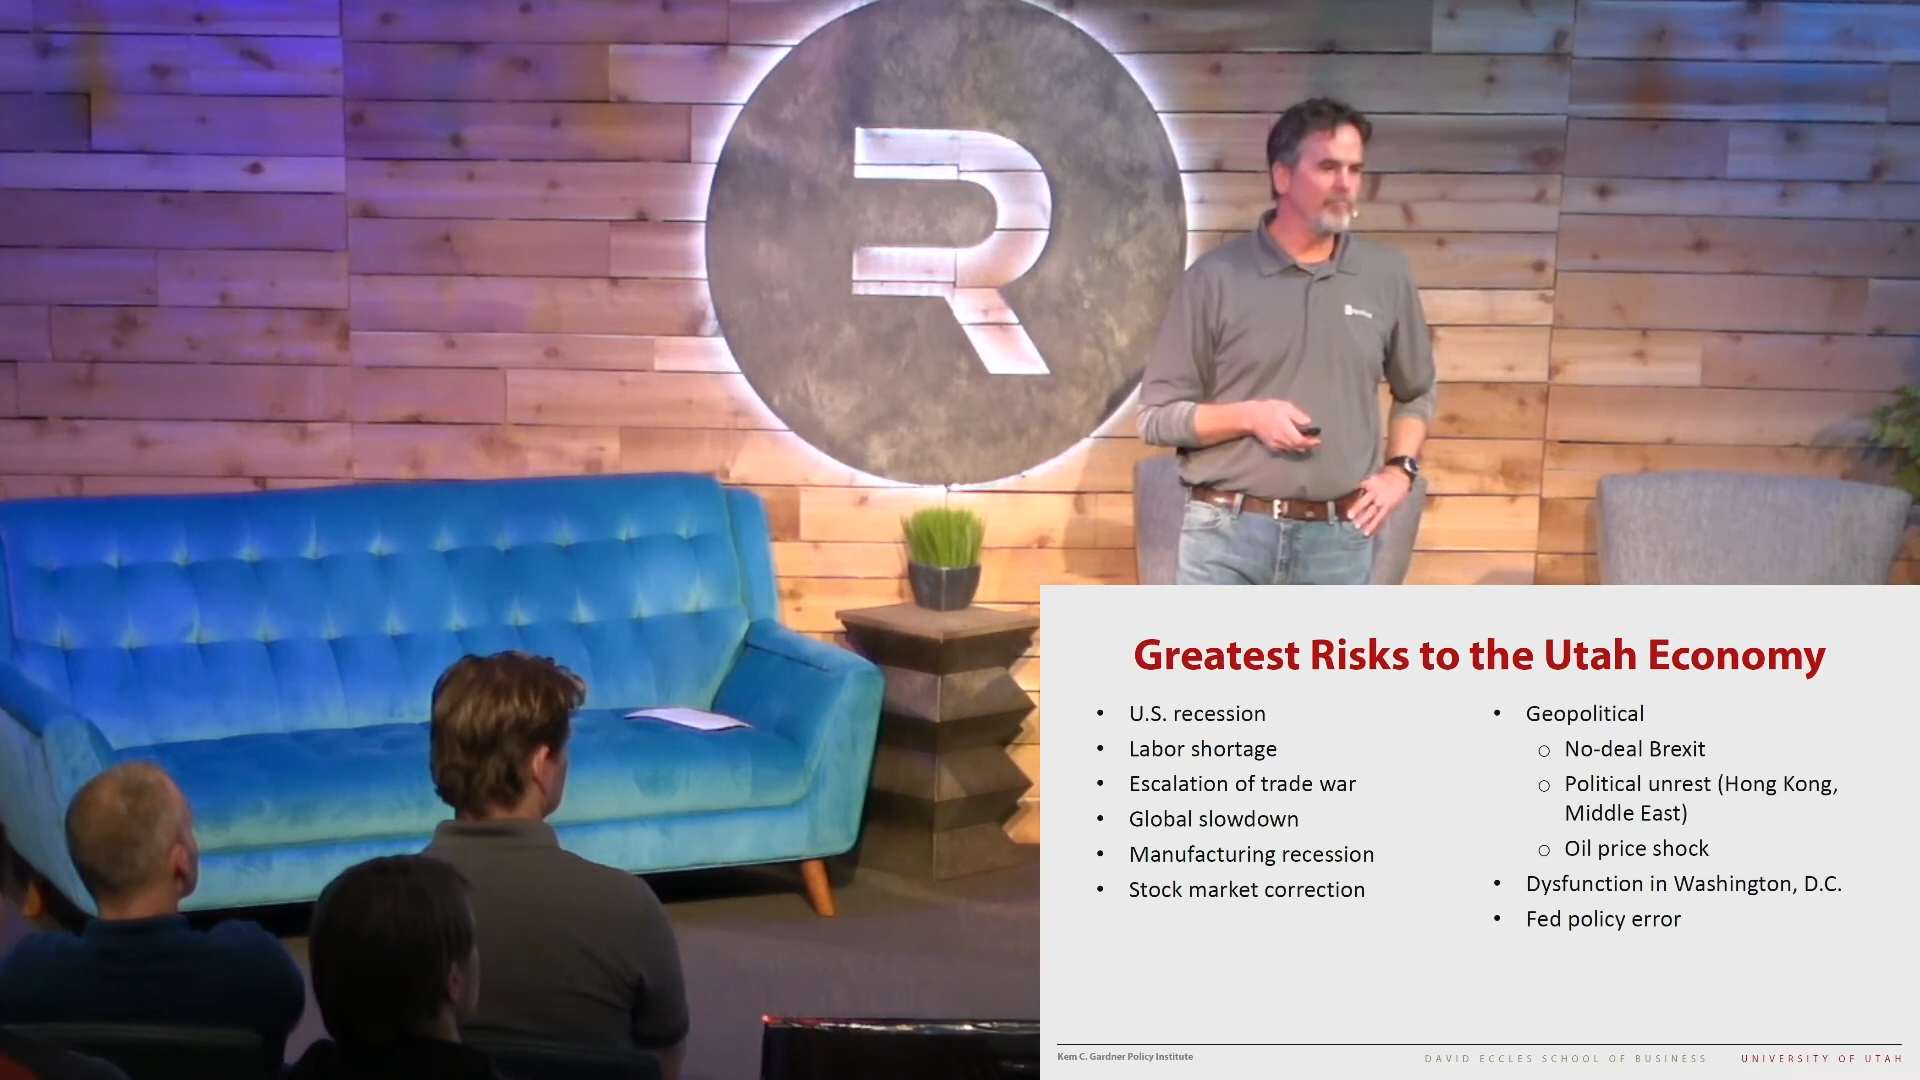 R
Greatest Risks to the Utah Economy
• U.S. recession
• Labor shortage
• Escalation of trade war
• Global slowdown
• Manufacturing recession
• Stock market correction
• Geopolitical
○ No-deal Brexit
○ Political unrest (Hong Kong,
Middle East)
○ Oil price shock
• Dysfunction in Washington, D.C.
• Fed policy error
Kem C. Gardner Policy Institute
DAVID ECCLES SCHOOL OF BUSINESS UNIVERSITY OF UTAH